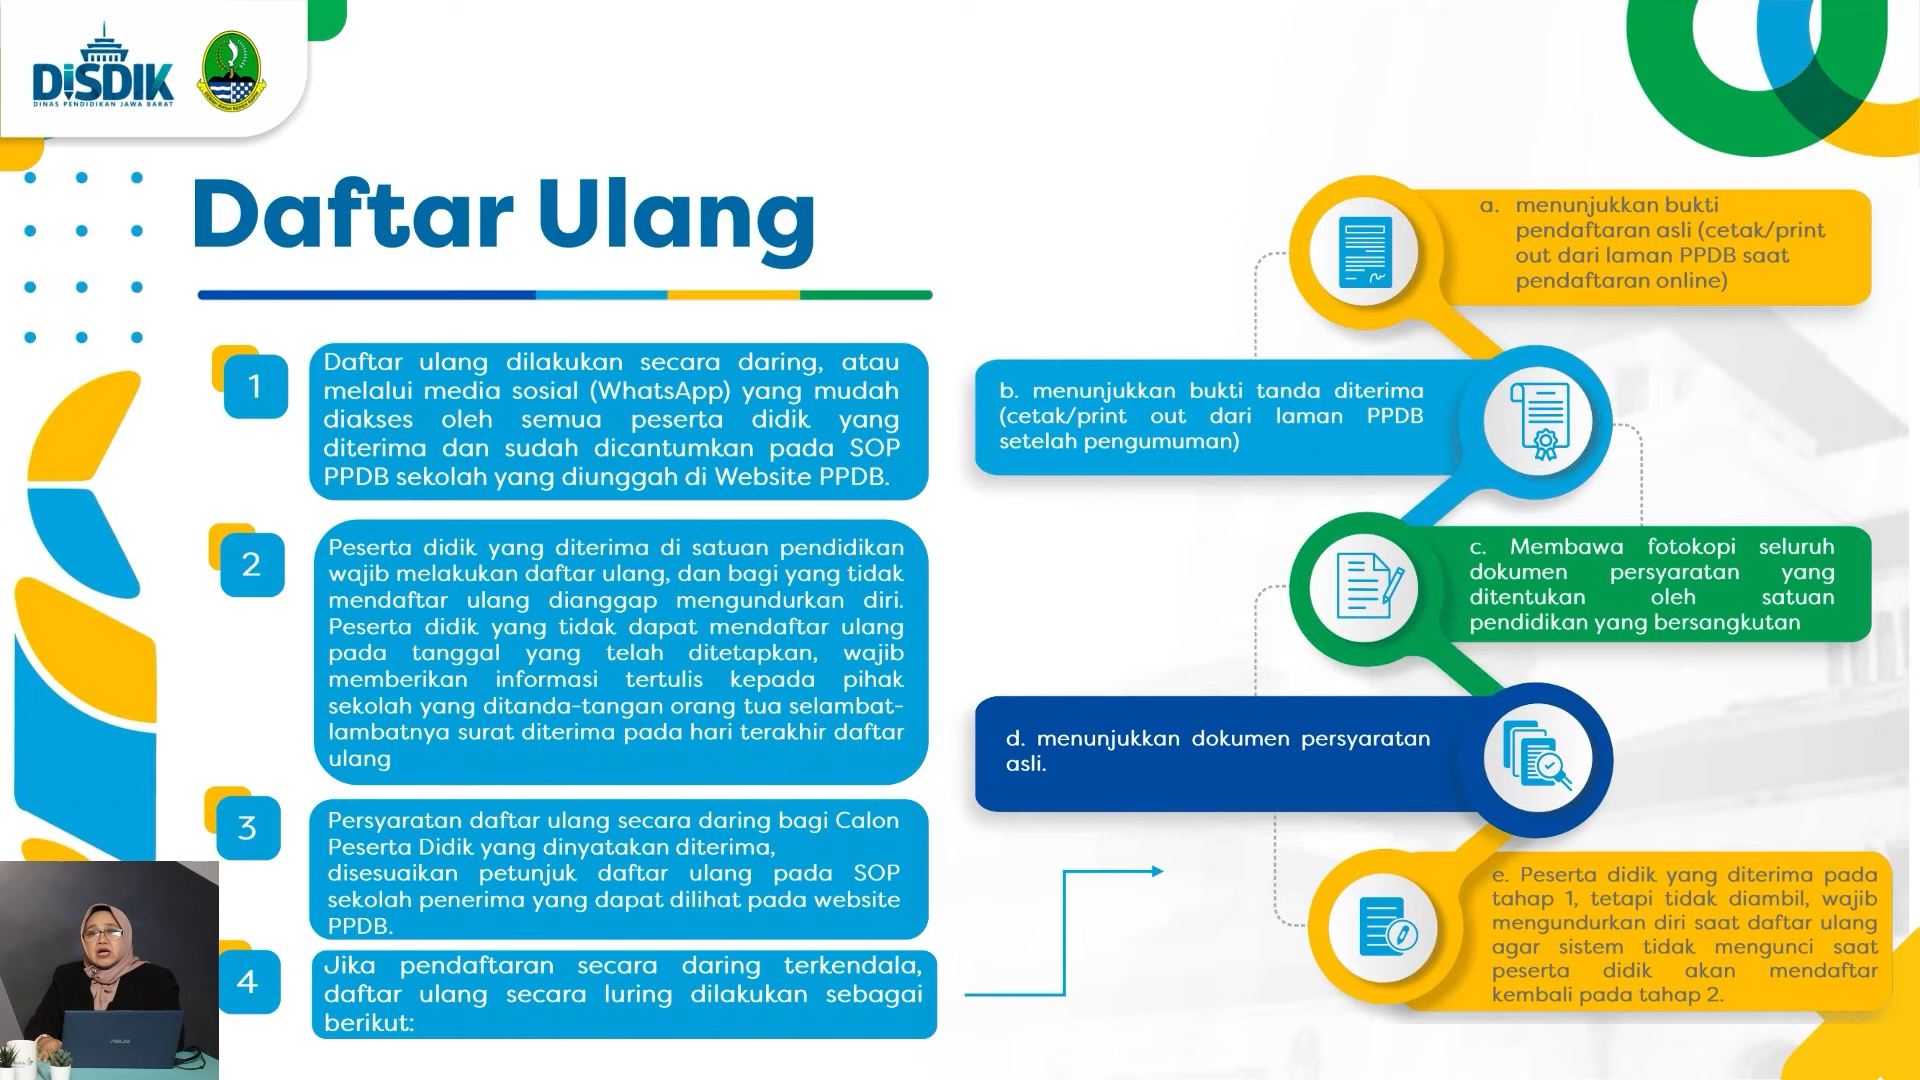 DiSDIK
DINAS PENDIDIKAN JAWA BARAT
Daftar Ulang
1
Daftar ulang dilakukan secara daring, atau
melalui media sosial (WhatsApp) yang mudah
diakses oleh semua peserta didik yang
diterima dan sudah dicantumkan pada SOP
PPDB sekolah yang diunggah di Website PPDB.
2
Peserta didik yang diterima di satuan pendidikan
wajib melakukan daftar ulang, dan bagi yang tidak
mendaftar ulang dianggap mengundurkan diri.
Peserta didik yang tidak dapat mendaftar ulang
pada tanggal yang telah ditetapkan, wajib
memberikan informasi tertulis kepada pihak
sekolah yang ditanda-tangan orang tua selambat-
lambatnya surat diterima pada hari terakhir daftar
ulang
3
Persyaratan daftar ulang secara daring bagi Calon
Peserta Didik yang dinyatakan diterima,
disesuaikan petunjuk daftar ulang pada SOP
sekolah penerima yang dapat dilihat pada website
PPDB.
4
Jika pendaftaran secara daring terkendala,
daftar ulang secara luring dilakukan sebagai
berikut:
a. menunjukkan bukti
pendaftaran asli (cetak/print
out dari laman PPDB saat
pendaftaran online)
b. menunjukkan bukti tanda diterima
(cetak/print out dari laman PPDB
setelah pengumuman)
c. Membawa fotokopi seluruh
dokumen persyaratan yang
ditentukan oleh satuan
pendidikan yang bersangkutan
d. menunjukkan dokumen persyaratan
asli.
e. Peserta didik yang diterima pada
tahap 1, tetapi tidak diambil, wajib
mengundurkan diri saat daftar ulang
agar sistem tidak mengunci saat
peserta didik akan mendaftar
kembali pada tahap 2.
ASUS